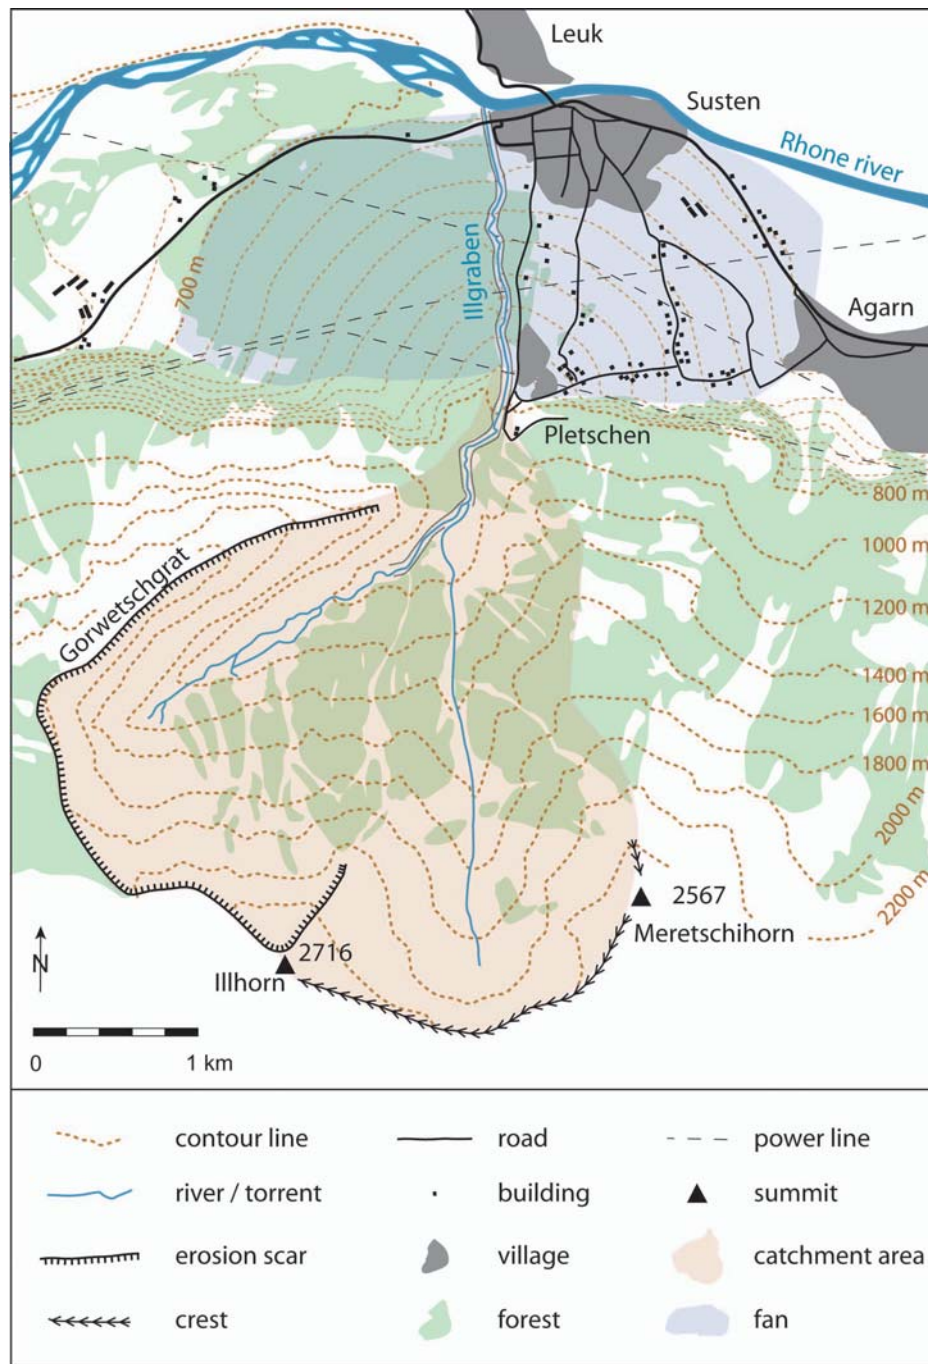 Leuk
Susten
Rhone river
Illgraben
700 m
Agarn
Pletschen
800 m
1000 m
1200 m
1400 m
1600 m
1800 m
2000 m
2200 m
Gorwetschgrat
2567
Meretschihorn
2716
Illhorn
N
0 1 km
contour line road power line
river / torrent building summit
erosion scar village catchment area
crest forest fan